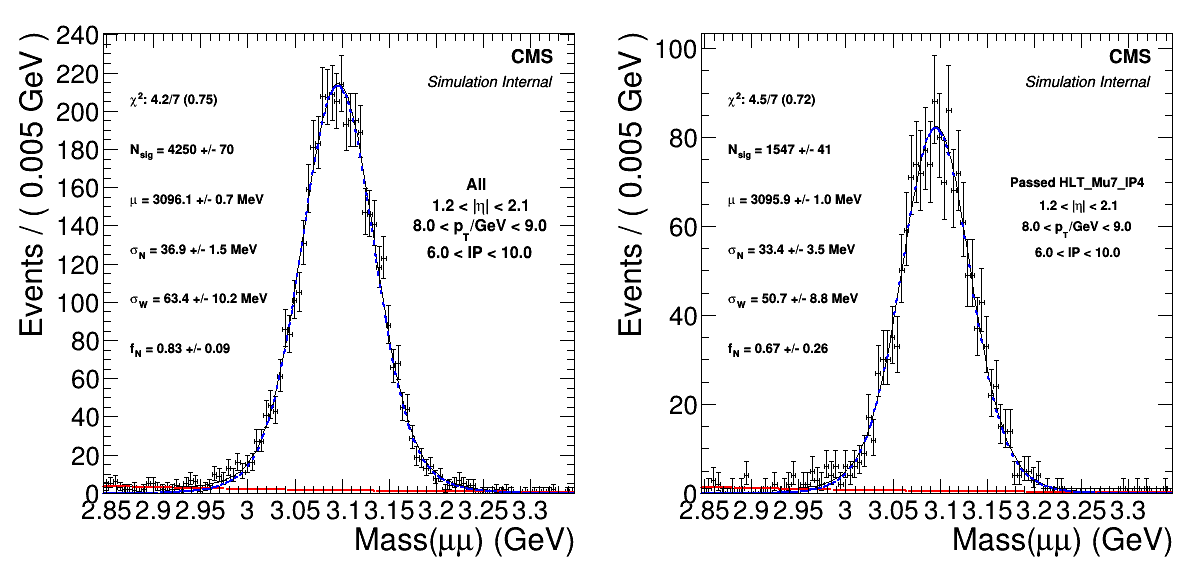 CMS
Simulation Internal
χ²: 4.2/7 (0.75)
N_sig = 4250 +/- 70
μ = 3096.1 +/- 0.7 MeV
σ_N = 36.9 +/- 1.5 MeV
σ_W = 63.4 +/- 10.2 MeV
f_N = 0.83 +/- 0.09
All
1.2 < |η| < 2.1
8.0 < p_T/GeV < 9.0
6.0 < IP < 10.0
Events / ( 0.005 GeV )
240
220
200
180
160
140
120
100
80
60
40
20
0
2.85 2.9 2.95 3 3.05 3.1 3.15 3.2 3.25 3.3
Mass(μμ) (GeV)
CMS
Simulation Internal
χ²: 4.5/7 (0.72)
N_sig = 1547 +/- 41
μ = 3095.9 +/- 1.0 MeV
σ_N = 33.4 +/- 3.5 MeV
σ_W = 50.7 +/- 8.8 MeV
f_N = 0.67 +/- 0.26
Passed HLT_Mu7_IP4
1.2 < |η| < 2.1
8.0 < p_T/GeV < 9.0
6.0 < IP < 10.0
Events / ( 0.005 GeV )
100
80
60
40
20
0
2.85 2.9 2.95 3 3.05 3.1 3.15 3.2 3.25 3.3
Mass(μμ) (GeV)